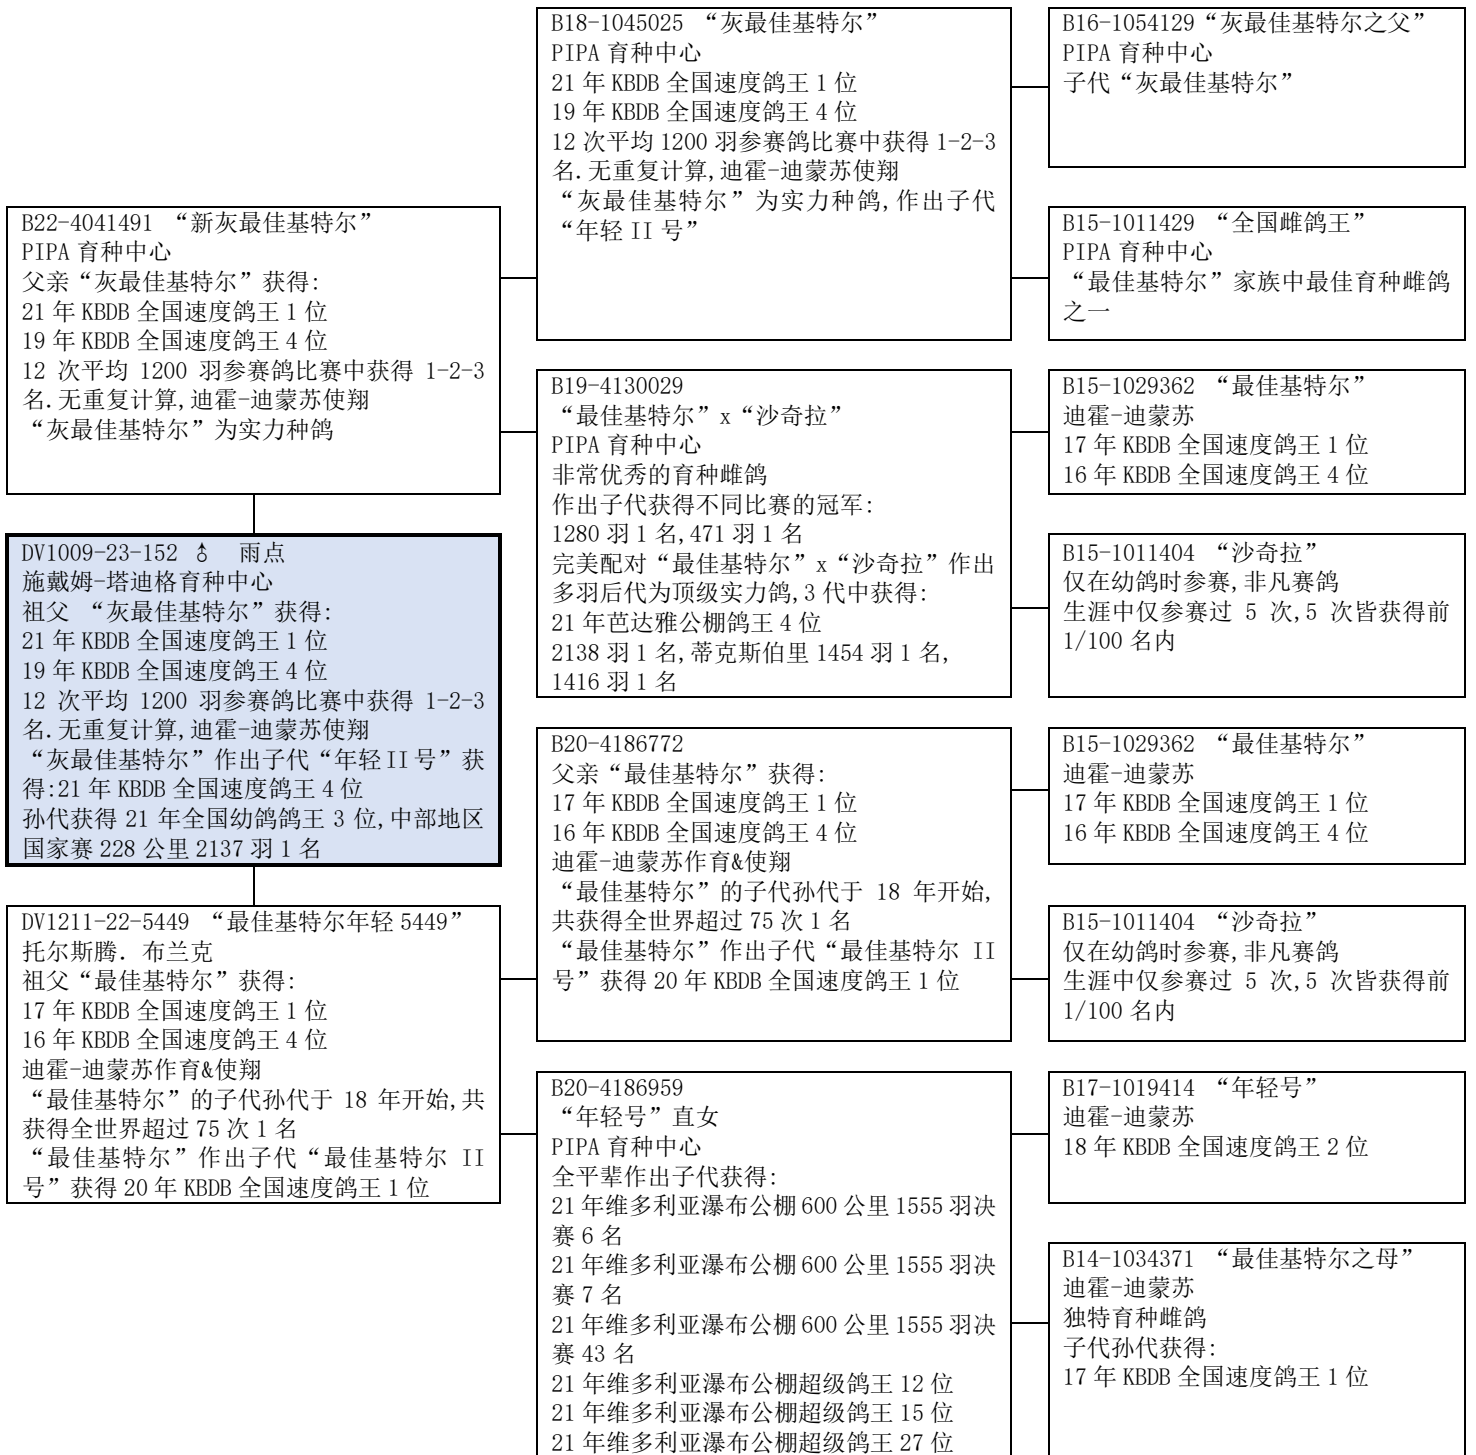 B22-4041491 “新灰最佳基特尔”
PIPA 育种中心
父亲“灰最佳基特尔”获得:
21 年 KBDB 全国速度鸽王 1 位
19 年 KBDB 全国速度鸽王 4 位
12 次平均 1200 羽参赛鸽比赛中获得 1-2-3
名.无重复计算,迪霍-迪蒙苏使翔
“灰最佳基特尔”为实力种鸽
DV1009-23-152 ♁ 雨点
施戴姆-塔迪格育种中心
祖父 “灰最佳基特尔”获得:
21 年 KBDB 全国速度鸽王 1 位
19 年 KBDB 全国速度鸽王 4 位
12 次平均 1200 羽参赛鸽比赛中获得 1-2-3
名.无重复计算,迪霍-迪蒙苏使翔
“灰最佳基特尔”作出子代“年轻 II 号”获
得:21 年 KBDB 全国速度鸽王 4 位
孙代获得 21 年全国幼鸽鸽王 3 位,中部地区
国家赛 228 公里 2137 羽 1 名
DV1211-22-5449 “最佳基特尔年轻 5449”
托尔斯腾. 布兰克
祖父“最佳基特尔”获得:
17 年 KBDB 全国速度鸽王 1 位
16 年 KBDB 全国速度鸽王 4 位
迪霍-迪蒙苏作育&使翔
“最佳基特尔”的子代孙代于 18 年开始,共
获得全世界超过 75 次 1 名
“最佳基特尔”作出子代“最佳基特尔 II
号”获得 20 年 KBDB 全国速度鸽王 1 位
B18-1045025 “灰最佳基特尔”
PIPA 育种中心
21 年 KBDB 全国速度鸽王 1 位
19 年 KBDB 全国速度鸽王 4 位
12 次平均 1200 羽参赛鸽比赛中获得 1-2-3
名.无重复计算,迪霍-迪蒙苏使翔
“灰最佳基特尔”为实力种鸽,作出子代
“年轻 II 号”
B19-4130029
“最佳基特尔”x“沙奇拉”
PIPA 育种中心
非常优秀的育种雌鸽
作出子代获得不同比赛的冠军:
1280 羽 1 名,471 羽 1 名
完美配对“最佳基特尔”x“沙奇拉”作出
多羽后代为顶级实力鸽,3 代中获得:
21 年芭达雅公棚鸽王 4 位
2138 羽 1 名,蒂克斯伯里 1454 羽 1 名,
1416 羽 1 名
B20-4186772
父亲“最佳基特尔”获得:
17 年 KBDB 全国速度鸽王 1 位
16 年 KBDB 全国速度鸽王 4 位
迪霍-迪蒙苏作育&使翔
“最佳基特尔”的子代孙代于 18 年开始,
共获得全世界超过 75 次 1 名
“最佳基特尔”作出子代“最佳基特尔 II
号”获得 20 年 KBDB 全国速度鸽王 1 位
B20-4186959
“年轻号”直女
PIPA 育种中心
全平辈作出子代获得:
21 年维多利亚瀑布公棚 600 公里 1555 羽决
赛 6 名
21 年维多利亚瀑布公棚 600 公里 1555 羽决
赛 7 名
21 年维多利亚瀑布公棚 600 公里 1555 羽决
赛 43 名
21 年维多利亚瀑布公棚超级鸽王 12 位
21 年维多利亚瀑布公棚超级鸽王 15 位
21 年维多利亚瀑布公棚超级鸽王 27 位
B16-1054129“灰最佳基特尔之父”
PIPA 育种中心
子代“灰最佳基特尔”
B15-1011429 “全国雌鸽王”
PIPA 育种中心
“最佳基特尔”家族中最佳育种雌鸽
之一
B15-1029362 “最佳基特尔”
迪霍-迪蒙苏
17 年 KBDB 全国速度鸽王 1 位
16 年 KBDB 全国速度鸽王 4 位
B15-1011404 “沙奇拉”
仅在幼鸽时参赛,非凡赛鸽
生涯中仅参赛过 5 次,5 次皆获得前
1/100 名内
B15-1029362 “最佳基特尔”
迪霍-迪蒙苏
17 年 KBDB 全国速度鸽王 1 位
16 年 KBDB 全国速度鸽王 4 位
B15-1011404 “沙奇拉”
仅在幼鸽时参赛,非凡赛鸽
生涯中仅参赛过 5 次,5 次皆获得前
1/100 名内
B17-1019414 “年轻号”
迪霍-迪蒙苏
18 年 KBDB 全国速度鸽王 2 位
B14-1034371 “最佳基特尔之母”
迪霍-迪蒙苏
独特育种雌鸽
子代孙代获得:
17 年 KBDB 全国速度鸽王 1 位